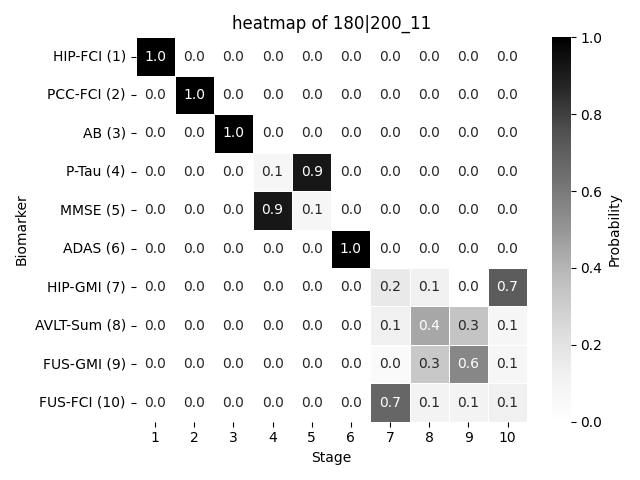 heatmap of 180|200_11
HIP-FCI (1) 1.0 0.0 0.0 0.0 0.0 0.0 0.0 0.0 0.0 0.0
PCC-FCI (2) 0.0 1.0 0.0 0.0 0.0 0.0 0.0 0.0 0.0 0.0
AB (3) 0.0 0.0 1.0 0.0 0.0 0.0 0.0 0.0 0.0 0.0
P-Tau (4) 0.0 0.0 0.0 0.1 0.9 0.0 0.0 0.0 0.0 0.0
MMSE (5) 0.0 0.0 0.0 0.9 0.1 0.0 0.0 0.0 0.0 0.0
ADAS (6) 0.0 0.0 0.0 0.0 0.0 1.0 0.0 0.0 0.0 0.0
HIP-GMI (7) 0.0 0.0 0.0 0.0 0.0 0.0 0.2 0.1 0.0 0.7
AVLT-Sum (8) 0.0 0.0 0.0 0.0 0.0 0.0 0.1 0.4 0.3 0.1
FUS-GMI (9) 0.0 0.0 0.0 0.0 0.0 0.0 0.0 0.3 0.6 0.1
FUS-FCI (10) 0.0 0.0 0.0 0.0 0.0 0.0 0.7 0.1 0.1 0.1
1 2 3 4 5 6 7 8 9 10
Stage
Biomarker
1.0
0.8
0.6
0.4
0.2
0.0
Probability